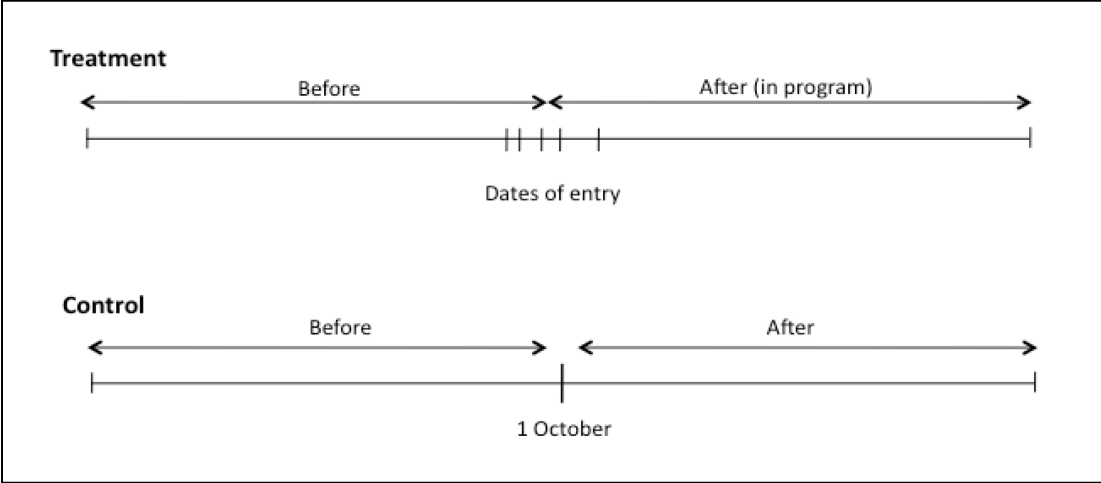 Treatment
Before
After (in program)
Dates of entry
Control
Before
After
1 October